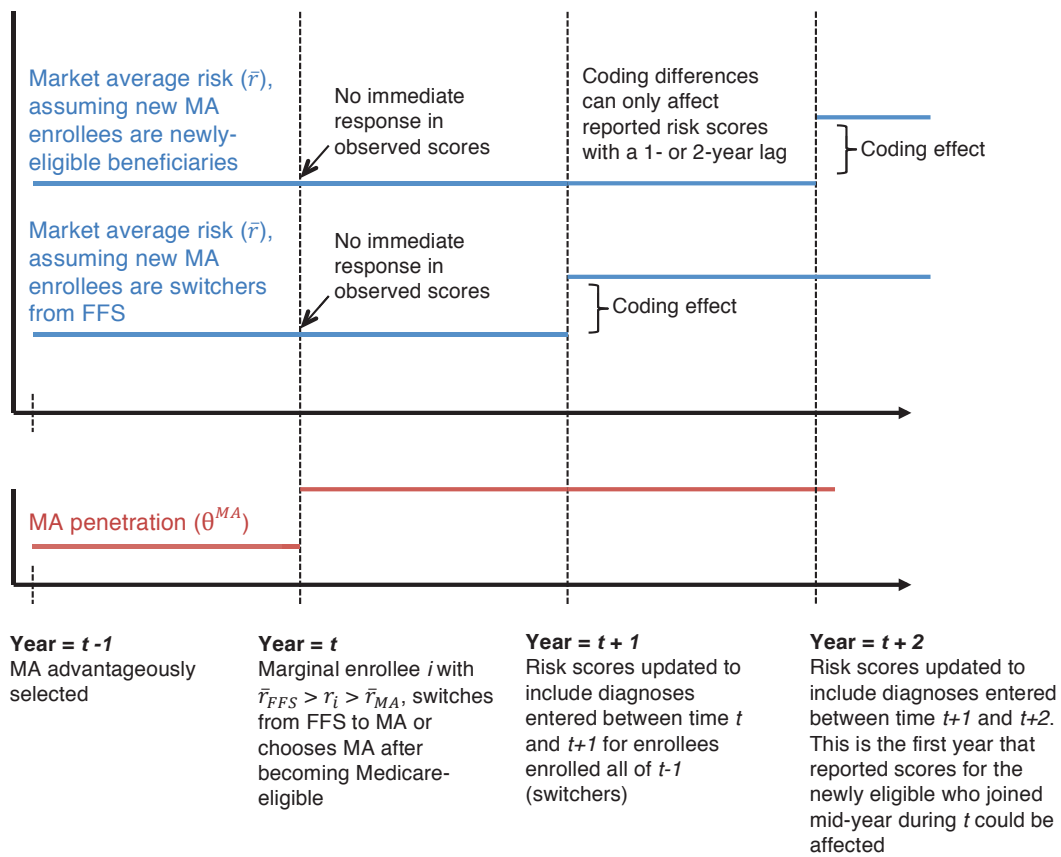 Market average risk (r̄),
assuming new MA
enrollees are newly-
eligible beneficiaries
No immediate
response in
observed scores
Coding differences
can only affect
reported risk scores
with a 1- or 2-year lag
Coding effect
Market average risk (r̄),
assuming new MA
enrollees are switchers
from FFS
No immediate
response in
observed scores
Coding effect
MA penetration (θ^MA)
Year = t -1
MA advantageously
selected
Year = t
Marginal enrollee i with
r̄_FFS > r_i > r̄_MA, switches
from FFS to MA or
chooses MA after
becoming Medicare-
eligible
Year = t + 1
Risk scores updated to
include diagnoses
entered between time t
and t+1 for enrollees
enrolled all of t-1
(switchers)
Year = t + 2
Risk scores updated to
include diagnoses entered
between time t+1 and t+2.
This is the first year that
reported scores for the
newly eligible who joined
mid-year during t could be
affected